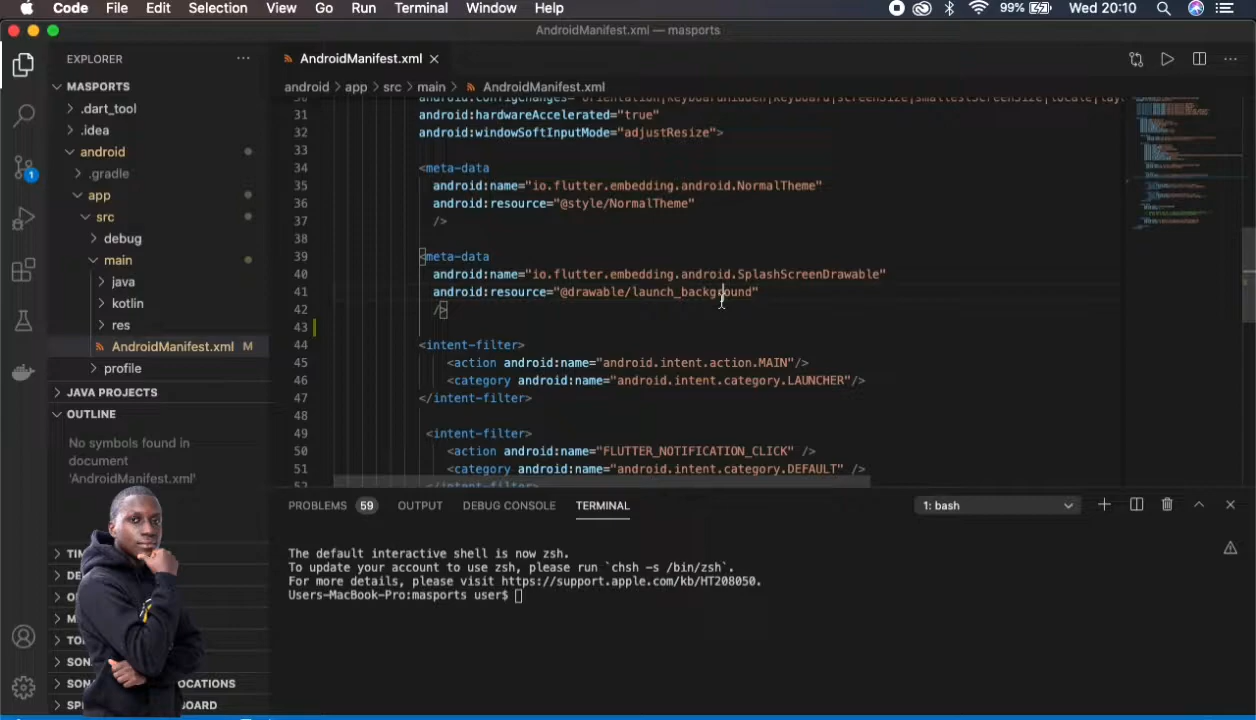 Code File Edit Selection View Go Run Terminal Window Help 99% Wed 20:10
AndroidManifest.xml — masports
EXPLORER
AndroidManifest.xml
MASPORTS
android > app > src > main > AndroidManifest.xml
.dart_tool
.idea
android
.gradle
app
src
debug
main
java
kotlin
res
AndroidManifest.xml M
profile
JAVA PROJECTS
OUTLINE
No symbols found in
document
'AndroidManifest.xml'
1
31 android:hardwareAccelerated="true"
32 android:windowSoftInputMode="adjustResize">
33
34 <meta-data
35 android:name="io.flutter.embedding.android.NormalTheme"
36 android:resource="@style/NormalTheme"
37 />
38
39 <meta-data
40 android:name="io.flutter.embedding.android.SplashScreenDrawable"
41 android:resource="@drawable/launch_background"
42 />
43
44 <intent-filter>
45 <action android:name="android.intent.action.MAIN"/>
46 <category android:name="android.intent.category.LAUNCHER"/>
47 </intent-filter>
48
49 <intent-filter>
50 <action android:name="FLUTTER_NOTIFICATION_CLICK" />
51 <category android:name="android.intent.category.DEFAULT" />
PROBLEMS 59 OUTPUT DEBUG CONSOLE TERMINAL 1: bash
The default interactive shell is now zsh.
To update your account to use zsh, please run `chsh -s /bin/zsh`.
For more details, please visit https://support.apple.com/kb/HT208050.
Users-MacBook-Pro:masports user$